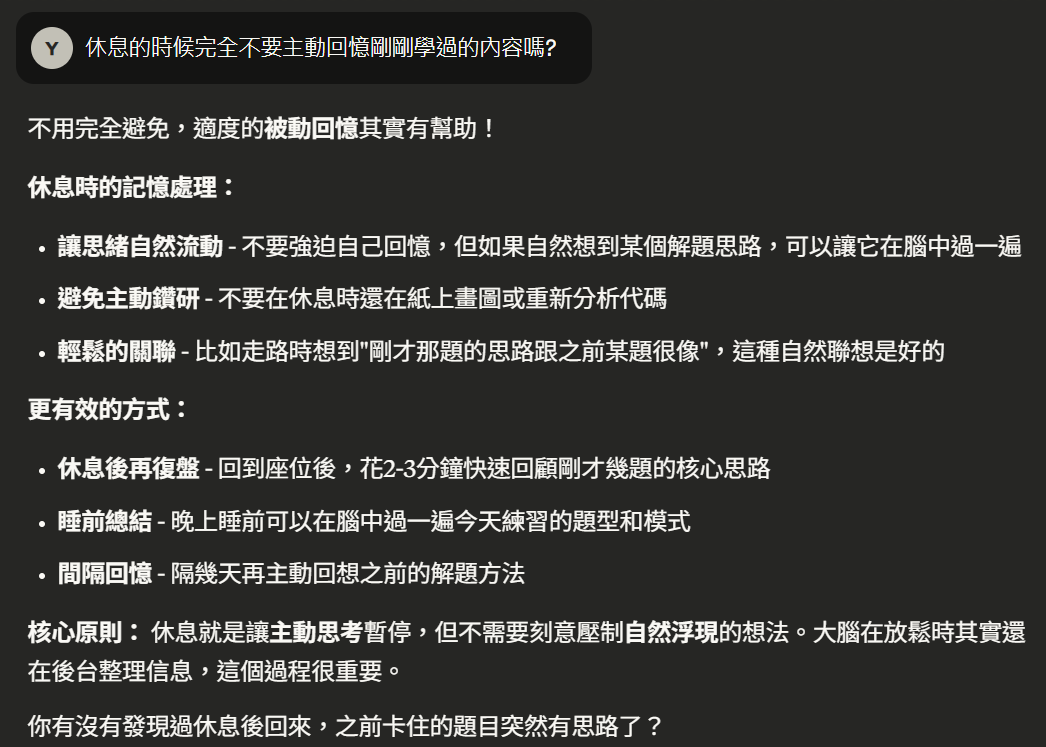 Y
休息的時候完全不要主動回憶剛剛學過的內容嗎?
不用完全避免，適度的被動回憶其實有幫助！
休息時的記憶處理：
• 讓思緒自然流動 - 不要強迫自己回憶，但如果自然想到某個解題思路，可以讓它在腦中過一遍
• 避免主動鑽研 - 不要在休息時還在紙上畫圖或重新分析代碼
• 輕鬆的關聯 - 比如走路時想到"剛才那題的思路跟之前某題很像"，這種自然聯想是好的
更有效的方式：
• 休息後再復盤 - 回到座位後，花2-3分鐘快速回顧剛才幾題的核心思路
• 睡前總結 - 晚上睡前可以在腦中過一遍今天練習的題型和模式
• 間隔回憶 - 隔幾天再主動回想之前的解題方法
核心原則： 休息就是讓主動思考暫停，但不需要刻意壓制自然浮現的想法。大腦在放鬆時其實還
在後台整理信息，這個過程很重要。
你有沒有發現過休息後回來，之前卡住的題目突然有思路了？